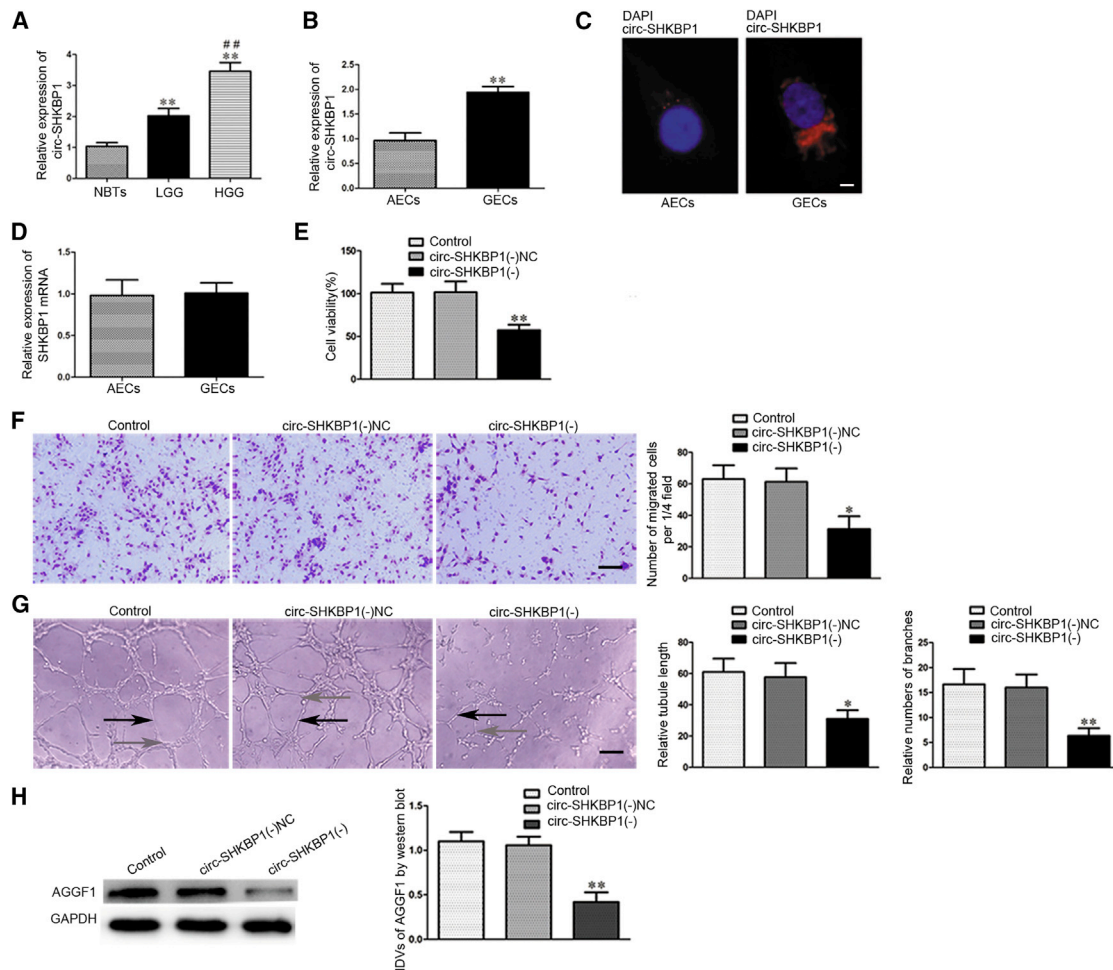 A
Relative expression of
circ-SHKBP1
4
3
2
1
0
**
##
**
NBTs
LGG
HGG
B
Relative expression of
circ-SHKBP1
2.5
2.0
1.5
1.0
0.5
0.0
**
AECs
GECs
C
DAPI
circ-SHKBP1
DAPI
circ-SHKBP1
AECs
GECs
D
Relative expression of
SHKBP1 mRNA
1.5
1.0
0.5
0.0
AECs
GECs
E
Control
circ-SHKBP1(-)NC
circ-SHKBP1(-)
Cell viability(%)
150
100
50
0
**
F
Control
circ-SHKBP1(-)NC
circ-SHKBP1(-)
Control
circ-SHKBP1(-)NC
circ-SHKBP1(-)
Number of migrated cells
per 1/4 field
80
60
40
20
0
*
G
Control
circ-SHKBP1(-)NC
circ-SHKBP1(-)
Control
circ-SHKBP1(-)NC
circ-SHKBP1(-)
Relative tubule length
80
60
40
20
0
*
Control
circ-SHKBP1(-)NC
circ-SHKBP1(-)
Relative numbers of branches
25
20
15
10
5
0
**
H
Control
circ-SHKBP1(-)NC
circ-SHKBP1(-)
AGGF1
GAPDH
Control
circ-SHKBP1(-)NC
circ-SHKBP1(-)
IDVs of AGGF1 by western blot
1.5
1.0
0.5
0.0
**